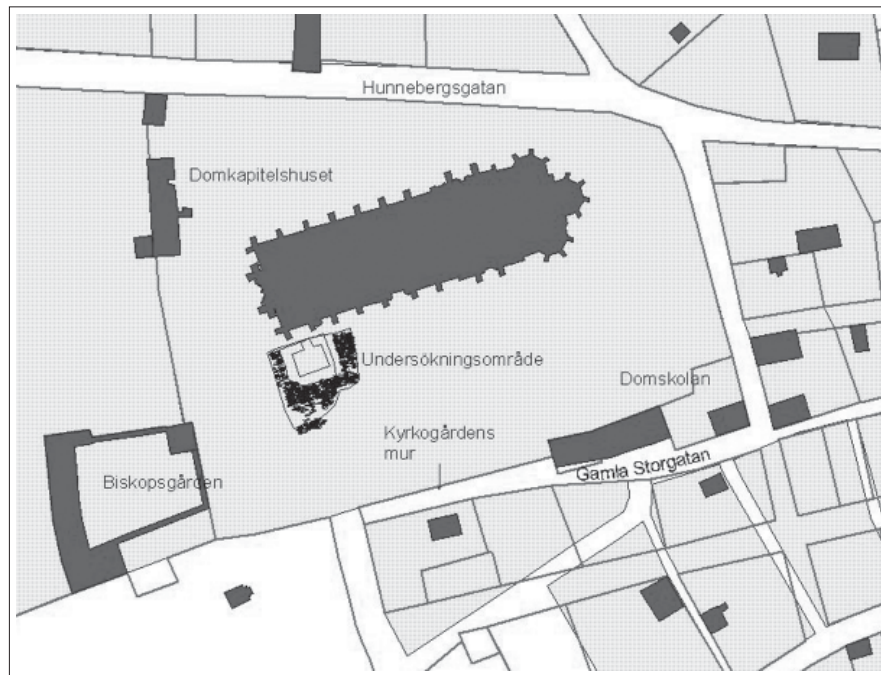 Hunnebergsgatan
Domkapitelshuset
Undersökningsområde
Domskolan
Kyrkogårdens
mur
Gamla Storgatan
Biskopsgården